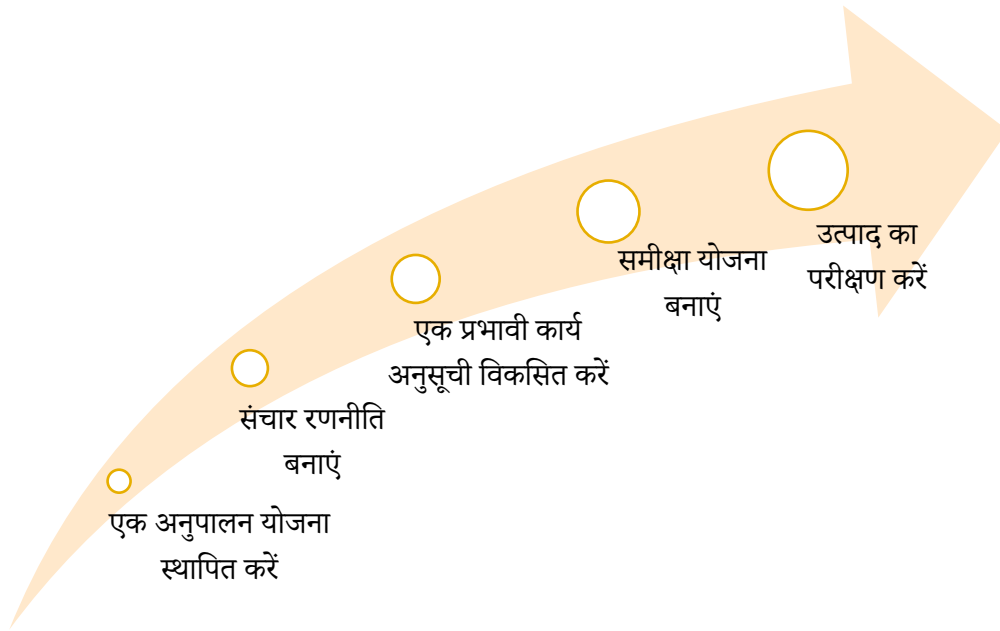 एक अनुपालन योजना
स्थापित करें
संचार रणनीति
बनाएं
एक प्रभावी कार्य
अनुसूची विकसित करें
समीक्षा योजना
बनाएं
उत्पाद का
परीक्षण करें